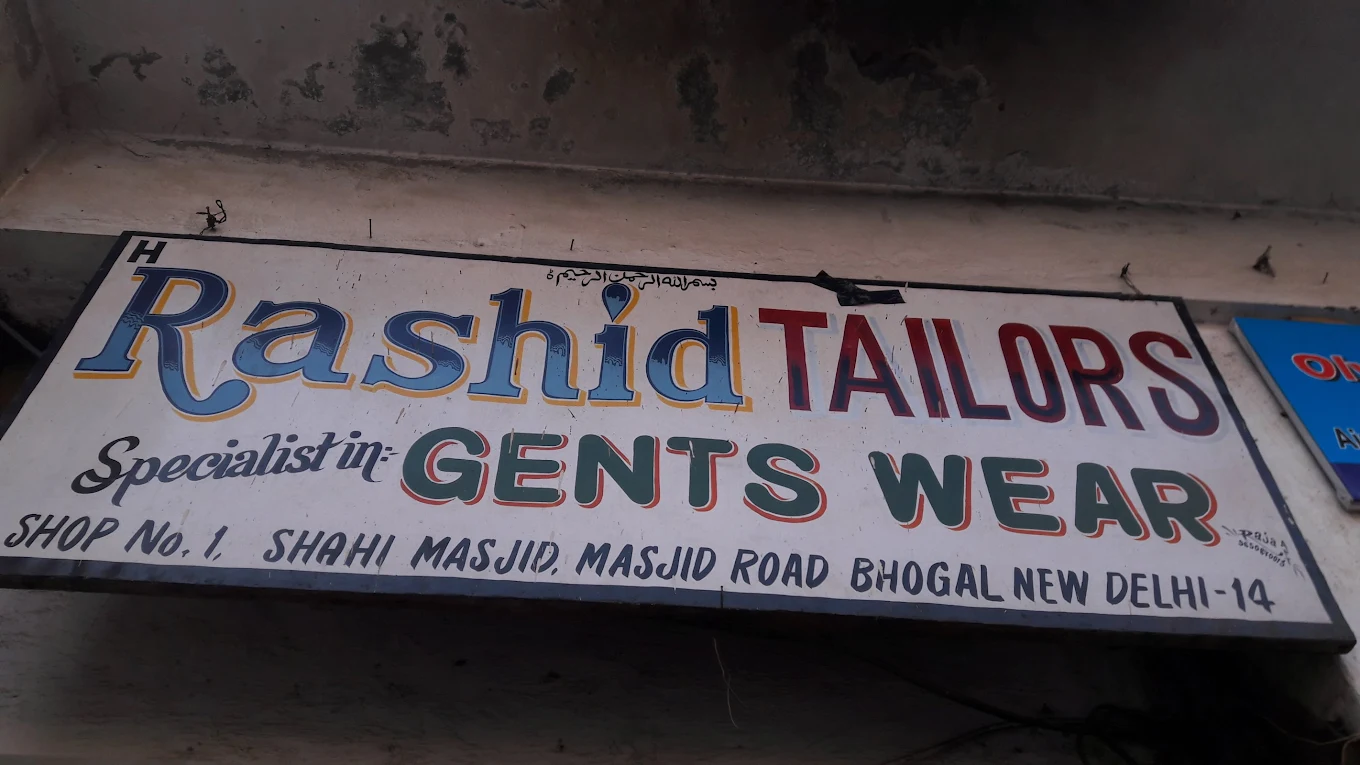 H
بسم الله الرحمن الرحيم
Rashid TAILORS
Specialist in:-
GENTS WEAR
SHOP No. 1, SHAHI MASJID, MASJID ROAD BHOGAL NEW DELHI-14
Raja